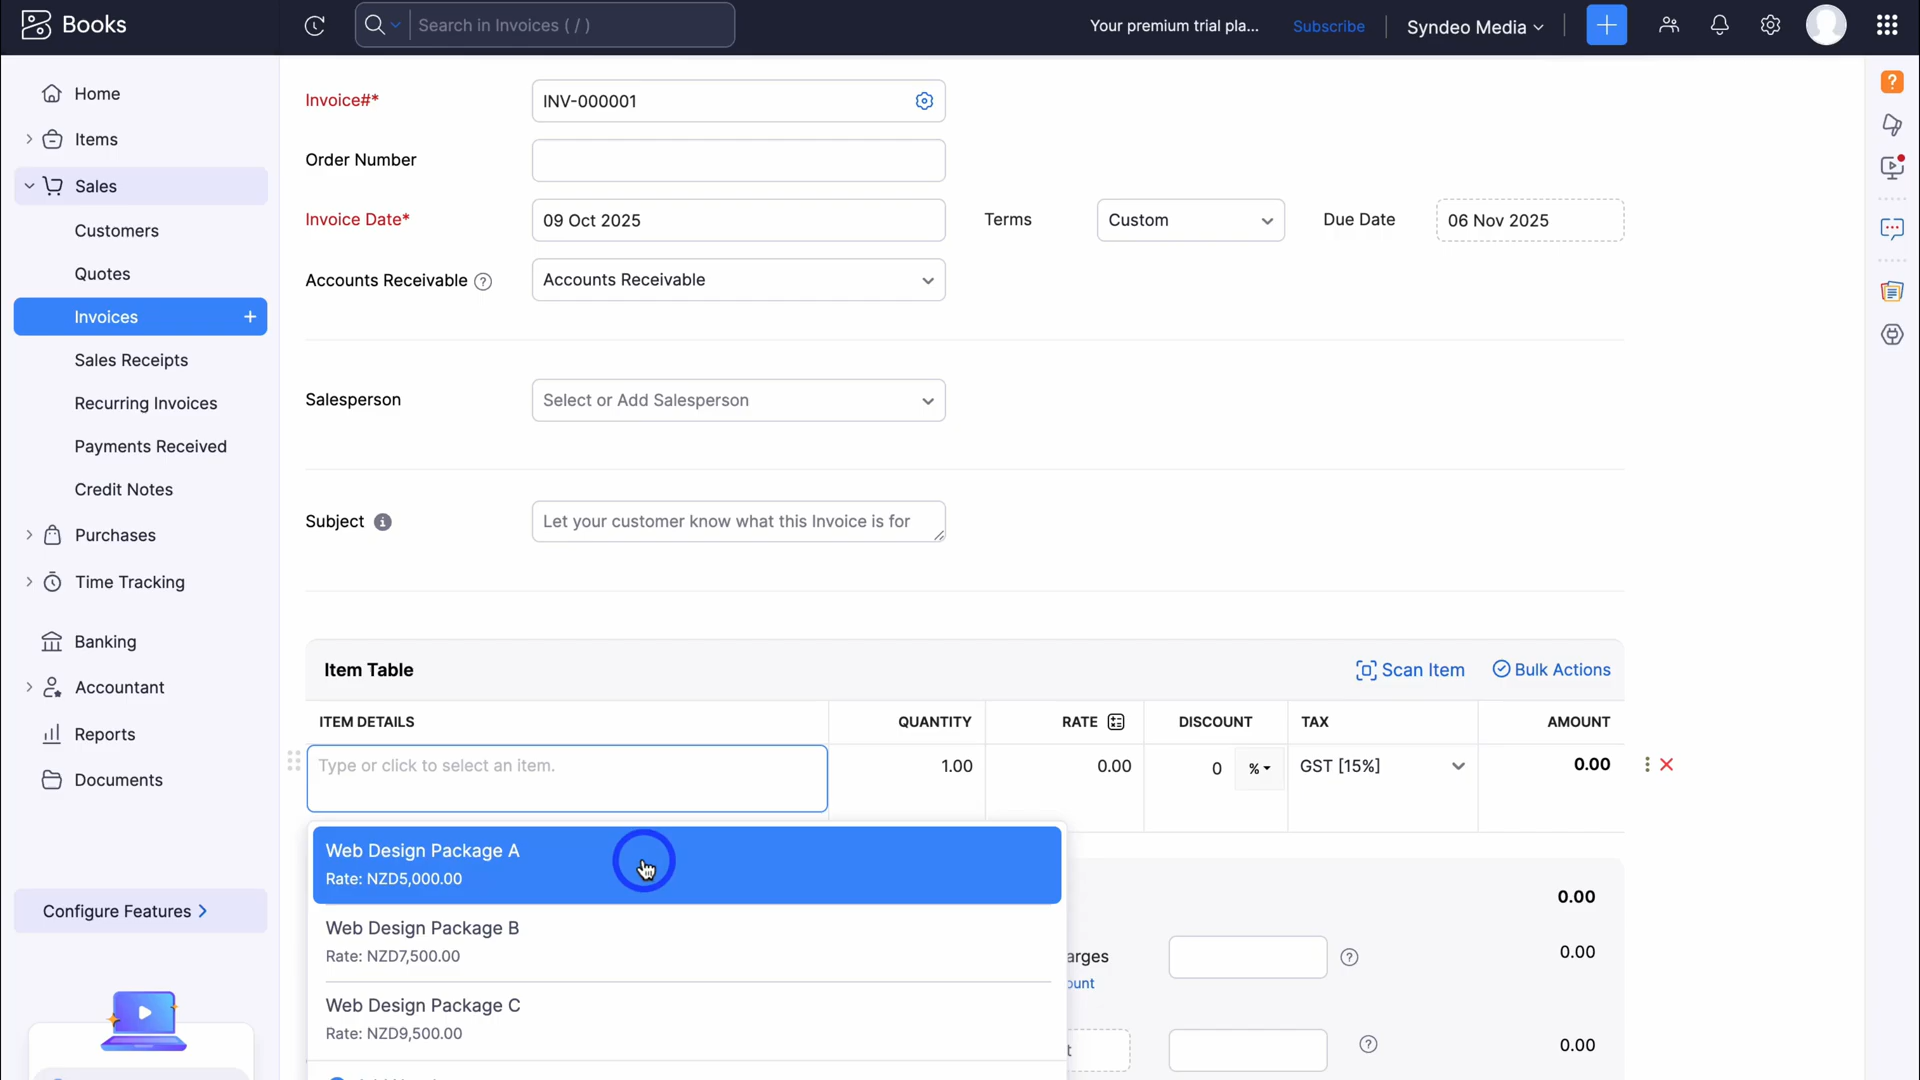 Books
Search in Invoices ( / )
Your premium trial pla...
Subscribe
Syndeo Media
Home
Items
Sales
Customers
Quotes
Invoices
Sales Receipts
Recurring Invoices
Payments Received
Credit Notes
Purchases
Time Tracking
Banking
Accountant
Reports
Documents
Configure Features
Invoice#*
INV-000001
Order Number
Invoice Date*
09 Oct 2025
Terms
Custom
Due Date
06 Nov 2025
Accounts Receivable
Accounts Receivable
Salesperson
Select or Add Salesperson
Subject
Let your customer know what this Invoice is for
Item Table
Scan Item
Bulk Actions
ITEM DETAILS
QUANTITY
RATE
DISCOUNT
TAX
AMOUNT
Type or click to select an item.
1.00
0.00
0
%
GST [15%]
0.00
Web Design Package A
Rate: NZD5,000.00
0.00
Web Design Package B
Rate: NZD7,500.00
arges
0.00
ount
Web Design Package C
Rate: NZD9,500.00
t
0.00